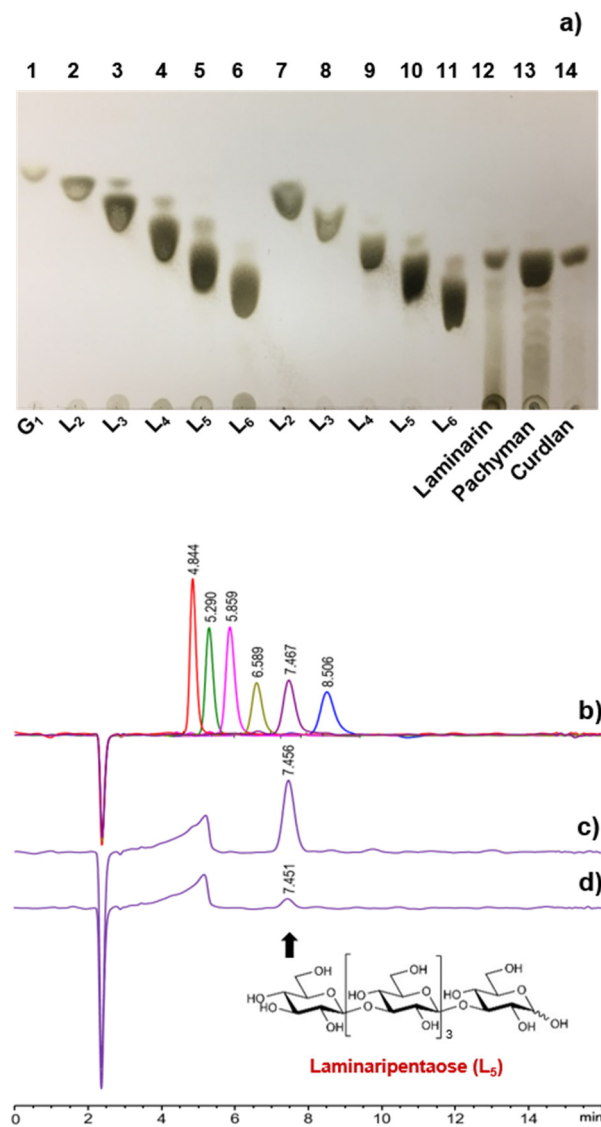 a)
1 2 3 4 5 6 7 8 9 10 11 12 13 14
G₁ L₂ L₃ L₄ L₅ L₆ L₂ L₃ L₄ L₅ L₆ Laminarin Pachyman Curdlan
4.844 5.290 5.859 6.589 7.467 8.506
b)
7.456
c)
d)
7.451
OH OH OH
HO O HO O HO O
HO O O
OH OH 3 OH OH
Laminaripentaose (L₅)
0 2 4 6 8 10 12 14 min